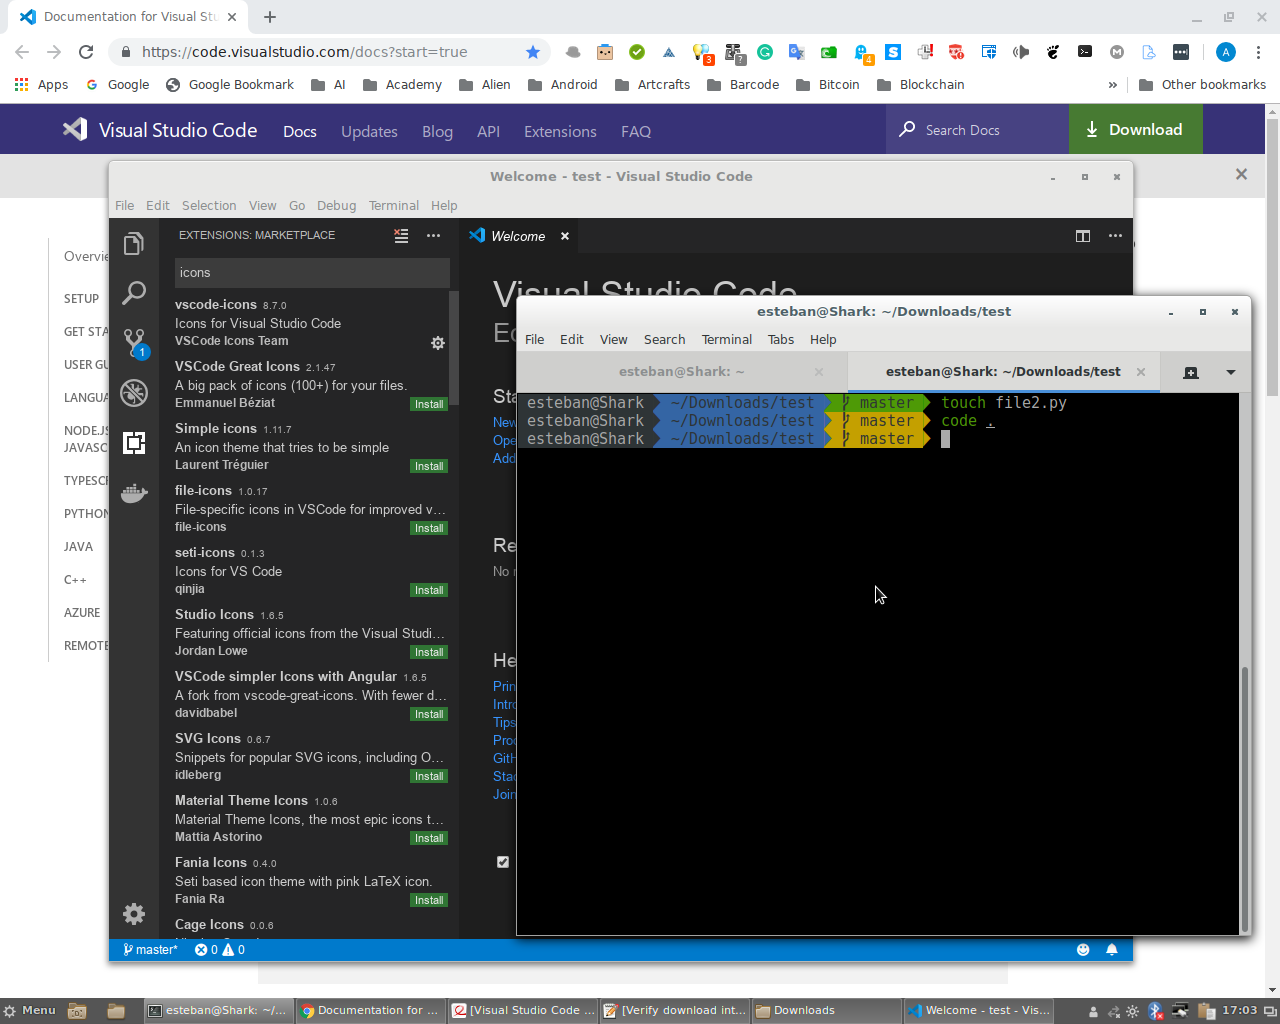 Documentation for Visual Stu
https://code.visualstudio.com/docs?start=true
3
?
4
A
Apps
Google
Google Bookmark
AI
Academy
Alien
Android
Artcrafts
Barcode
Bitcoin
Blockchain
»
Other bookmarks
Visual Studio Code
Docs
Updates
Blog
API
Extensions
FAQ
Search Docs
Download
Overvie
SETUP
GET STA
USER GU
LANGUA
NODE.JS
JAVASC
TYPESCR
PYTHON
JAVA
C++
AZURE
REMOTE
Welcome - test - Visual Studio Code
File Edit Selection View Go Debug Terminal Help
EXTENSIONS: MARKETPLACE
icons
1
vscode-icons 8.7.0
Icons for Visual Studio Code
VSCode Icons Team
VSCode Great Icons 2.1.47
A big pack of icons (100+) for your files.
Emmanuel Béziat Install
Simple icons 1.11.7
An icon theme that tries to be simple
Laurent Tréguier Install
file-icons 1.0.17
File-specific icons in VSCode for improved v...
file-icons Install
seti-icons 0.1.3
Icons for VS Code
qinjia Install
Studio Icons 1.6.5
Featuring official icons from the Visual Studi...
Jordan Lowe Install
VSCode simpler Icons with Angular 1.6.5
A fork from vscode-great-icons. With fewer d...
davidbabel Install
SVG Icons 0.6.7
Snippets for popular SVG icons, including O...
idleberg Install
Material Theme Icons 1.0.6
Material Theme Icons, the most epic icons t...
Mattia Astorino Install
Fania Icons 0.4.0
Seti based icon theme with pink LaTeX icon.
Fania Ra Install
Cage Icons 0.0.6
Welcome
Visual Studio Code
Ed
Sta
New
Ope
Add
Re
No r
He
Prin
Intro
Tips
Prod
GitH
Stac
Join
master* 0 0
esteban@Shark: ~/Downloads/test
File Edit View Search Terminal Tabs Help
esteban@Shark: ~
esteban@Shark: ~/Downloads/test
esteban@Shark ~/Downloads/test master touch file2.py
esteban@Shark ~/Downloads/test master code .
esteban@Shark ~/Downloads/test master
Menu
esteban@Shark: ~/...
Documentation for ...
[Visual Studio Code ...
[Verify download int...
Downloads
Welcome - test - Vis...
17:03